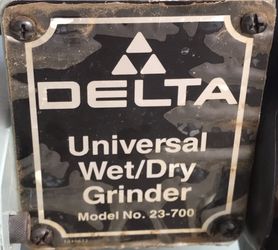 DELTA
Universal
Wet/Dry
Grinder
Model No. 23-700